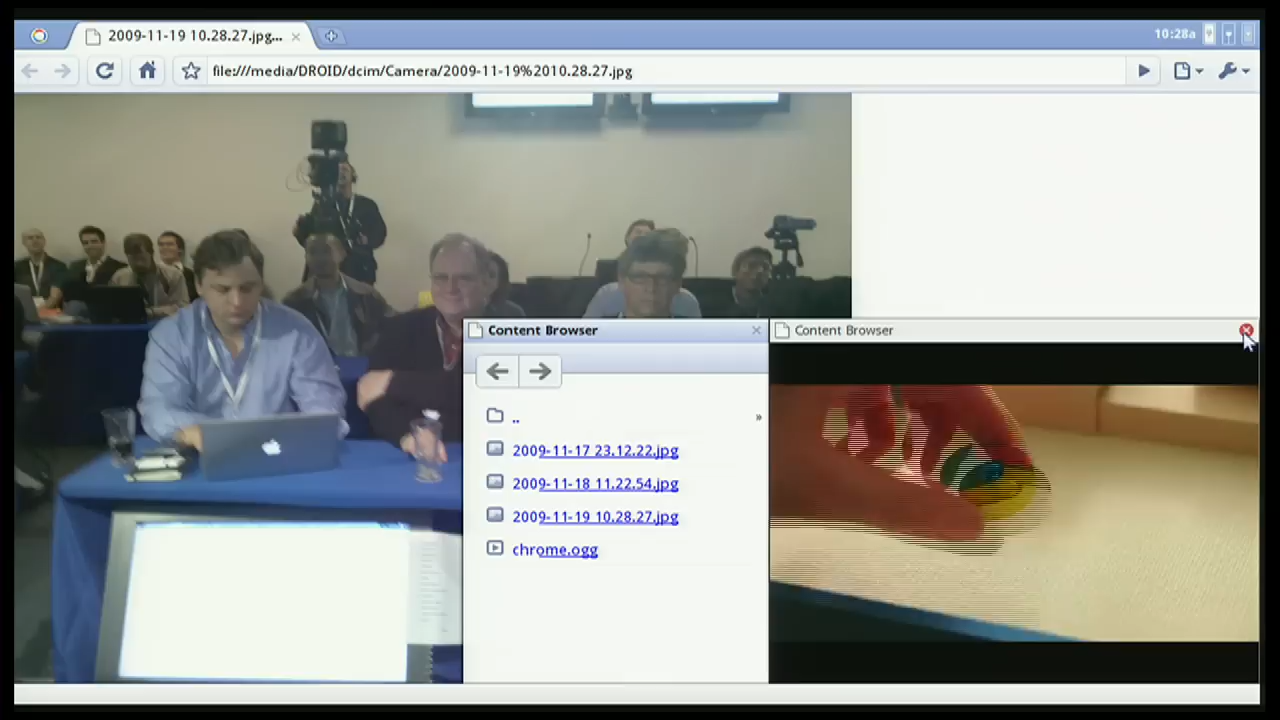 2009-11-19 10.28.27.jpg...
10:28a
file:///media/DROID/dcim/Camera/2009-11-19%2010.28.27.jpg
Content Browser
Content Browser
..
»
2009-11-17 23.12.22.jpg
2009-11-18 11.22.54.jpg
2009-11-19 10.28.27.jpg
chrome.ogg